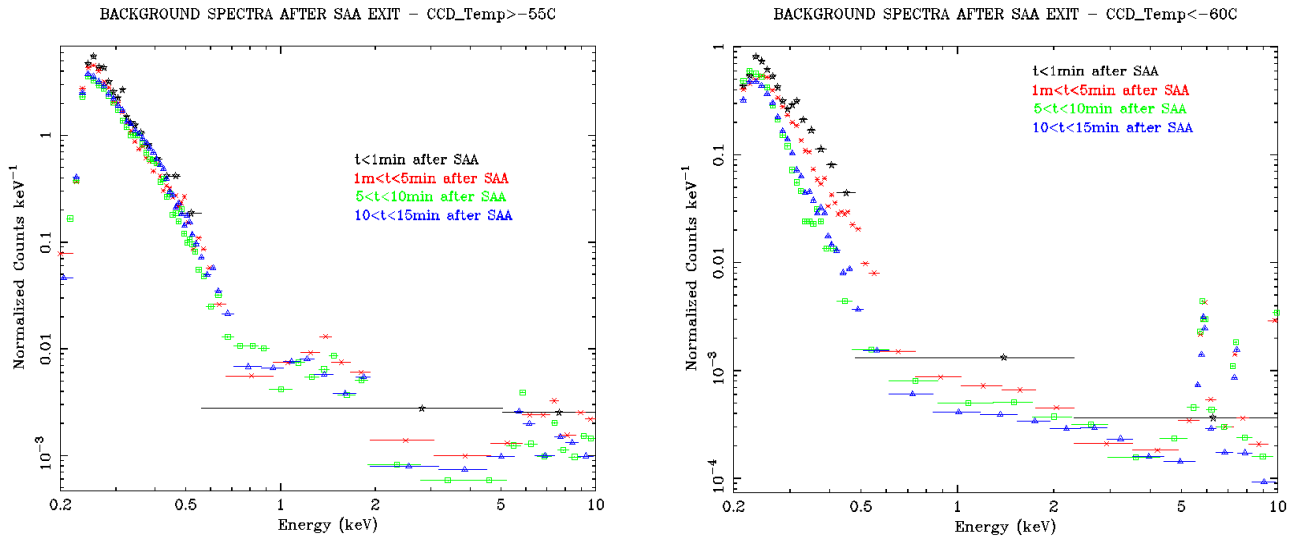 BACKGROUND SPECTRA AFTER SAA EXIT – CCD_Temp>-55C
Normalized Counts keV⁻¹
1
0.1
0.01
10⁻³
t<1min after SAA
1m<t<5min after SAA
5<t<10min after SAA
10<t<15min after SAA
0.2 0.5 1 2 5 10
Energy (keV)
BACKGROUND SPECTRA AFTER SAA EXIT – CCD_Temp<-60C
Normalized Counts keV⁻¹
1
0.1
0.01
10⁻³
10⁻⁴
t<1min after SAA
1m<t<5min after SAA
5<t<10min after SAA
10<t<15min after SAA
0.2 0.5 1 2 5 10
Energy (keV)